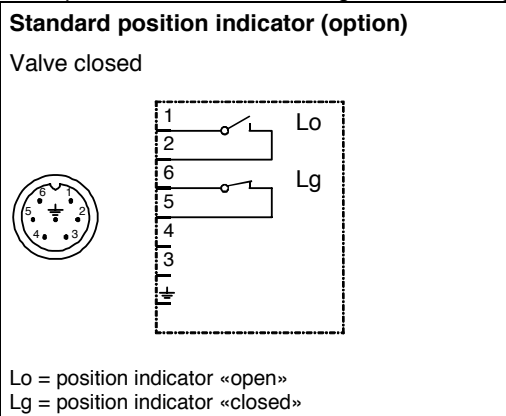 Standard position indicator (option)
Valve closed
1 Lo
2
6 Lg
5
4
3
6 1
5 2
4 3
Lo = position indicator «open»
Lg = position indicator «closed»